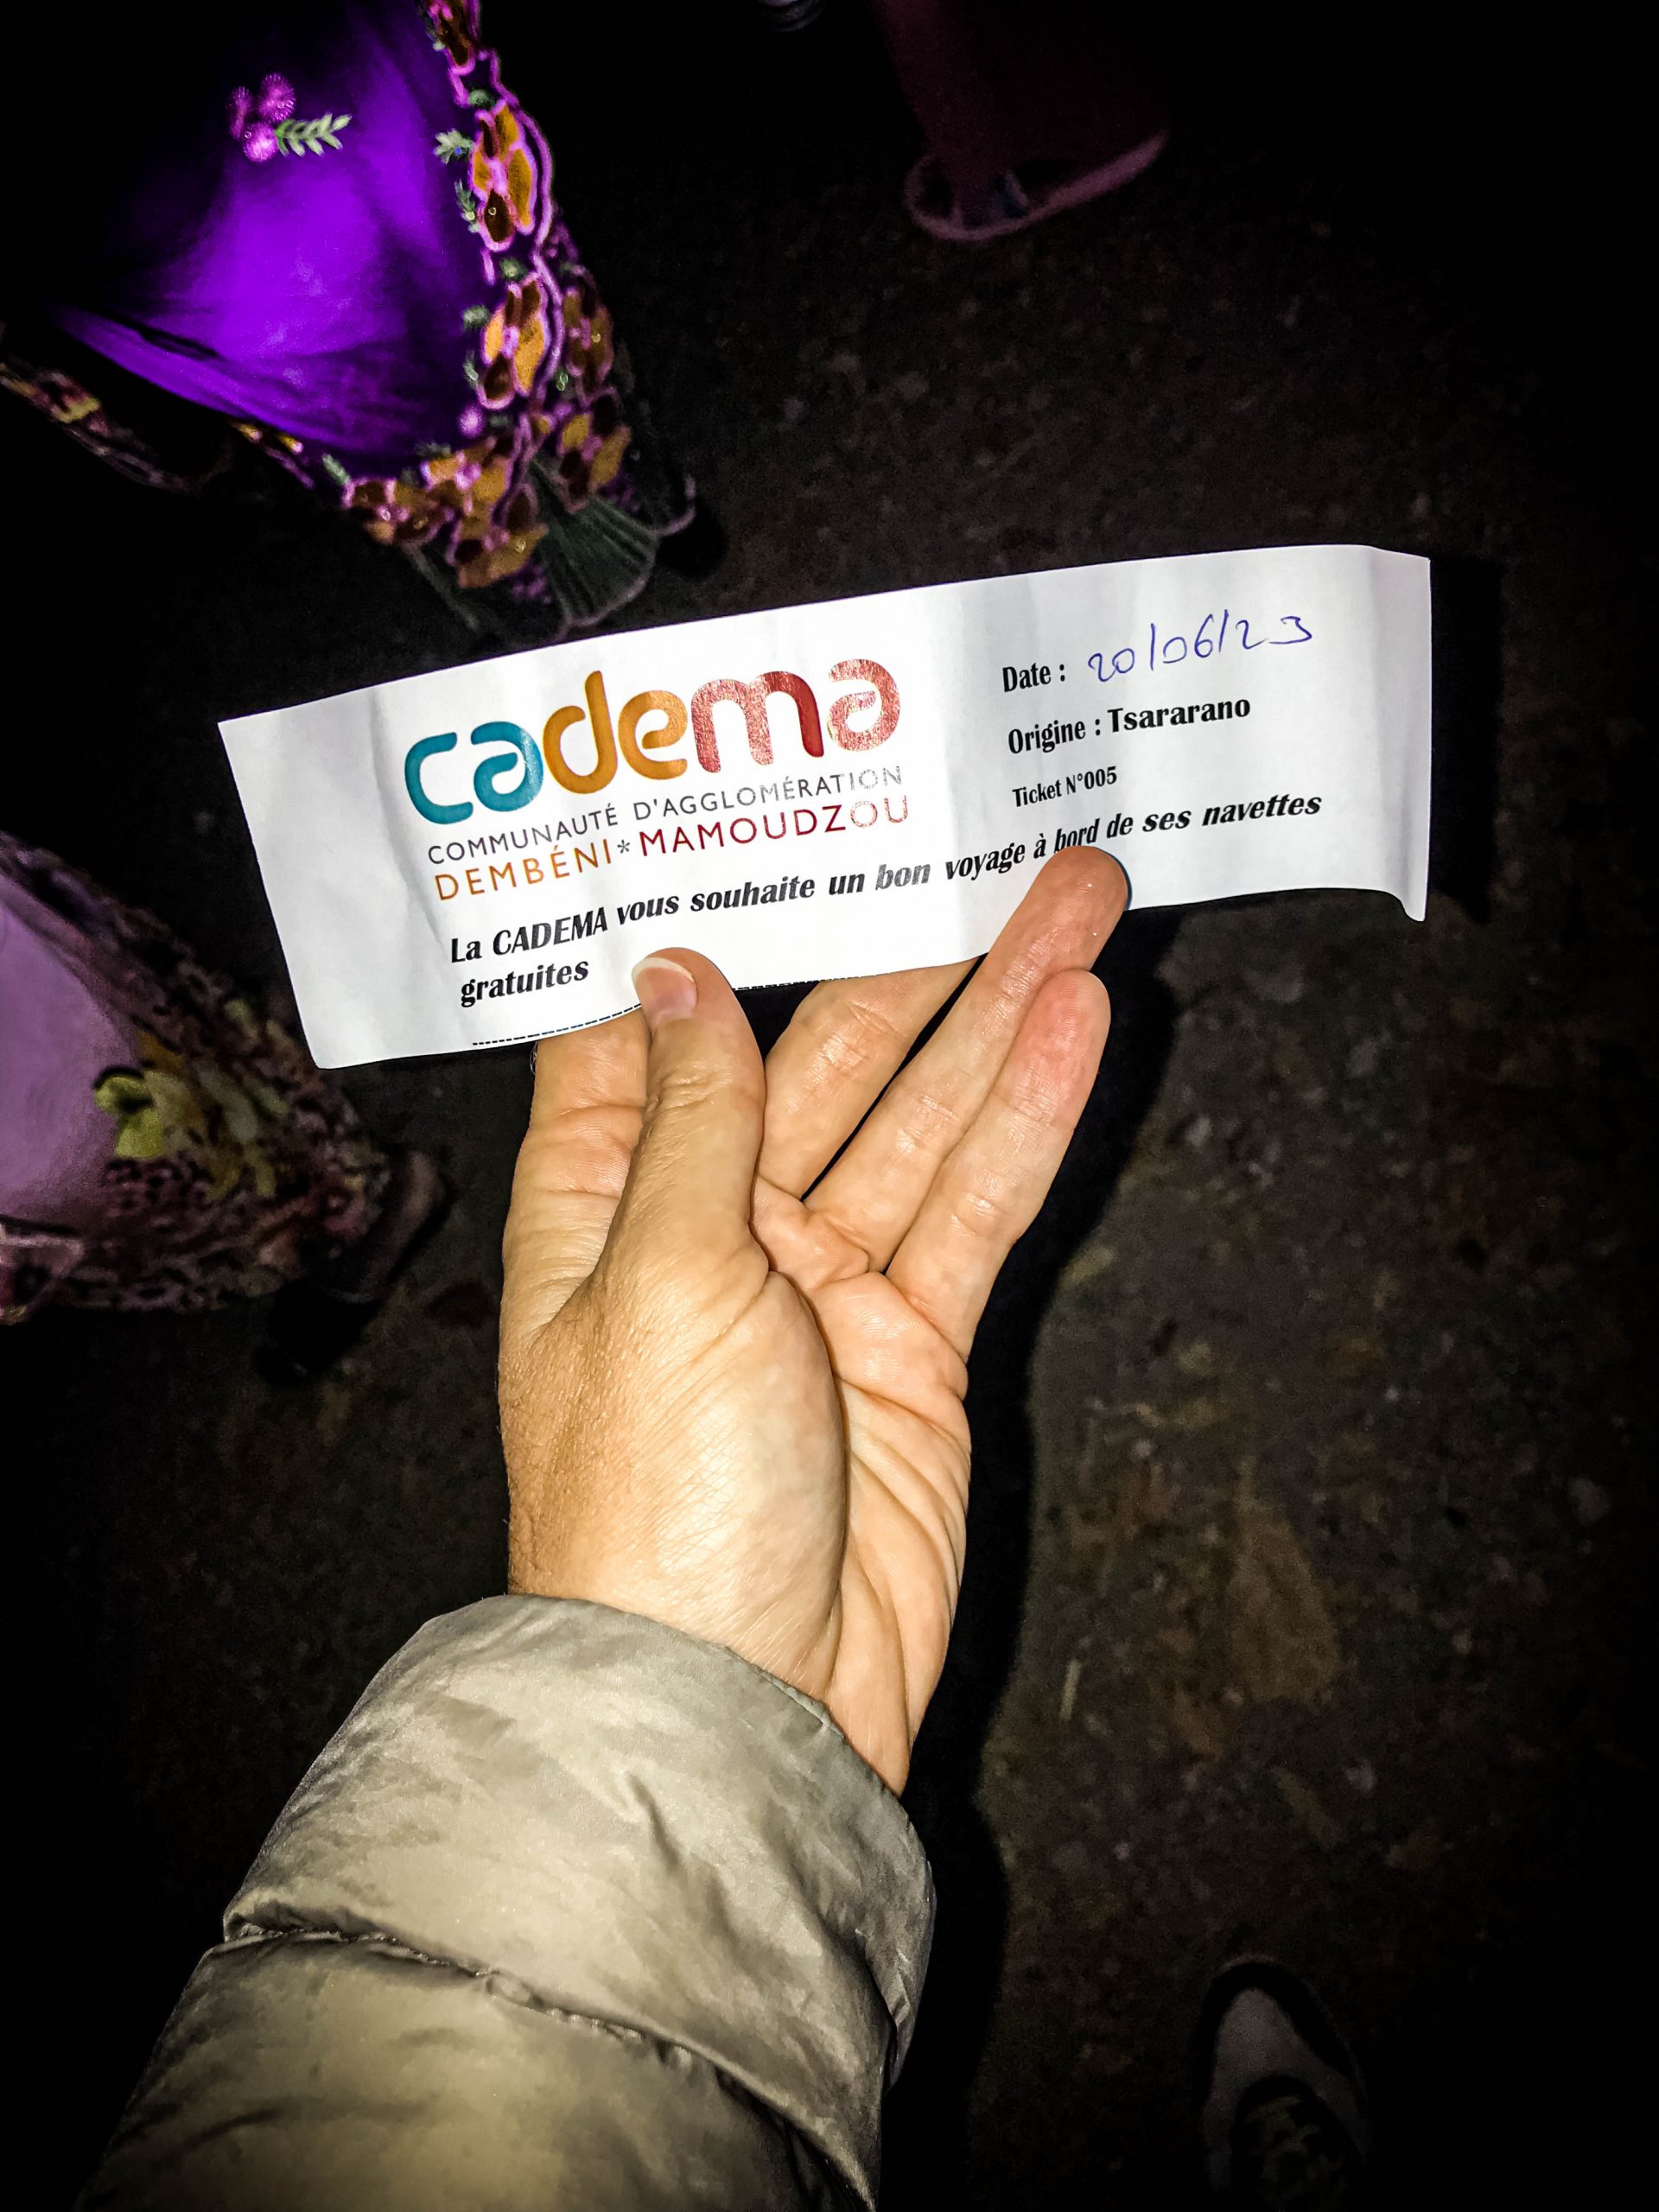 cadema
COMMUNAUTÉ D'AGGLOMÉRATION
DEMBÉNI*MAMOUDZOU
Date : 20/06/23
Origine : Tsararano
Ticket N°005
La CADEMA vous souhaite un bon voyage à bord de ses navettes
gratuites